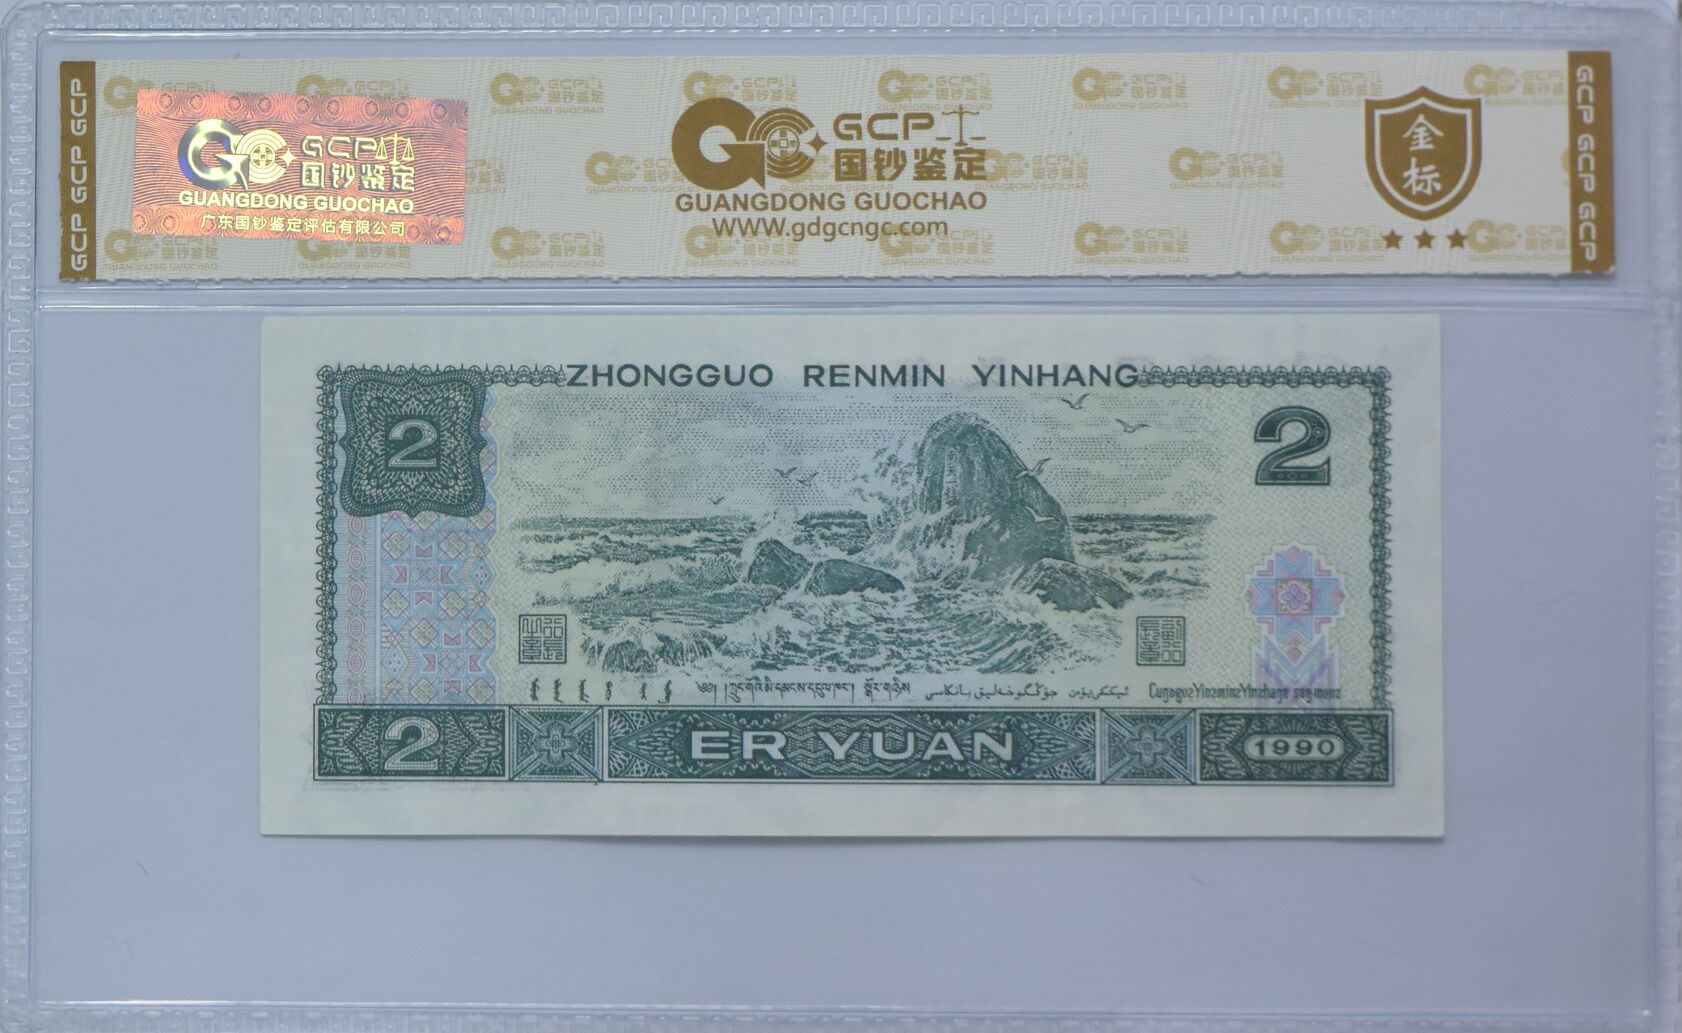 GCP GCP GCP
GCP
国钞鉴定
GUANGDONG GUOCHAO
广东国钞鉴定评估有限公司
GCP
国钞鉴定
GUANGDONG GUOCHAO
WWW.gdgcngc.com
金
标
GCP GCP GCP
ZHONGGUO RENMIN YINHANG
2
2
2
ER YUAN
1990